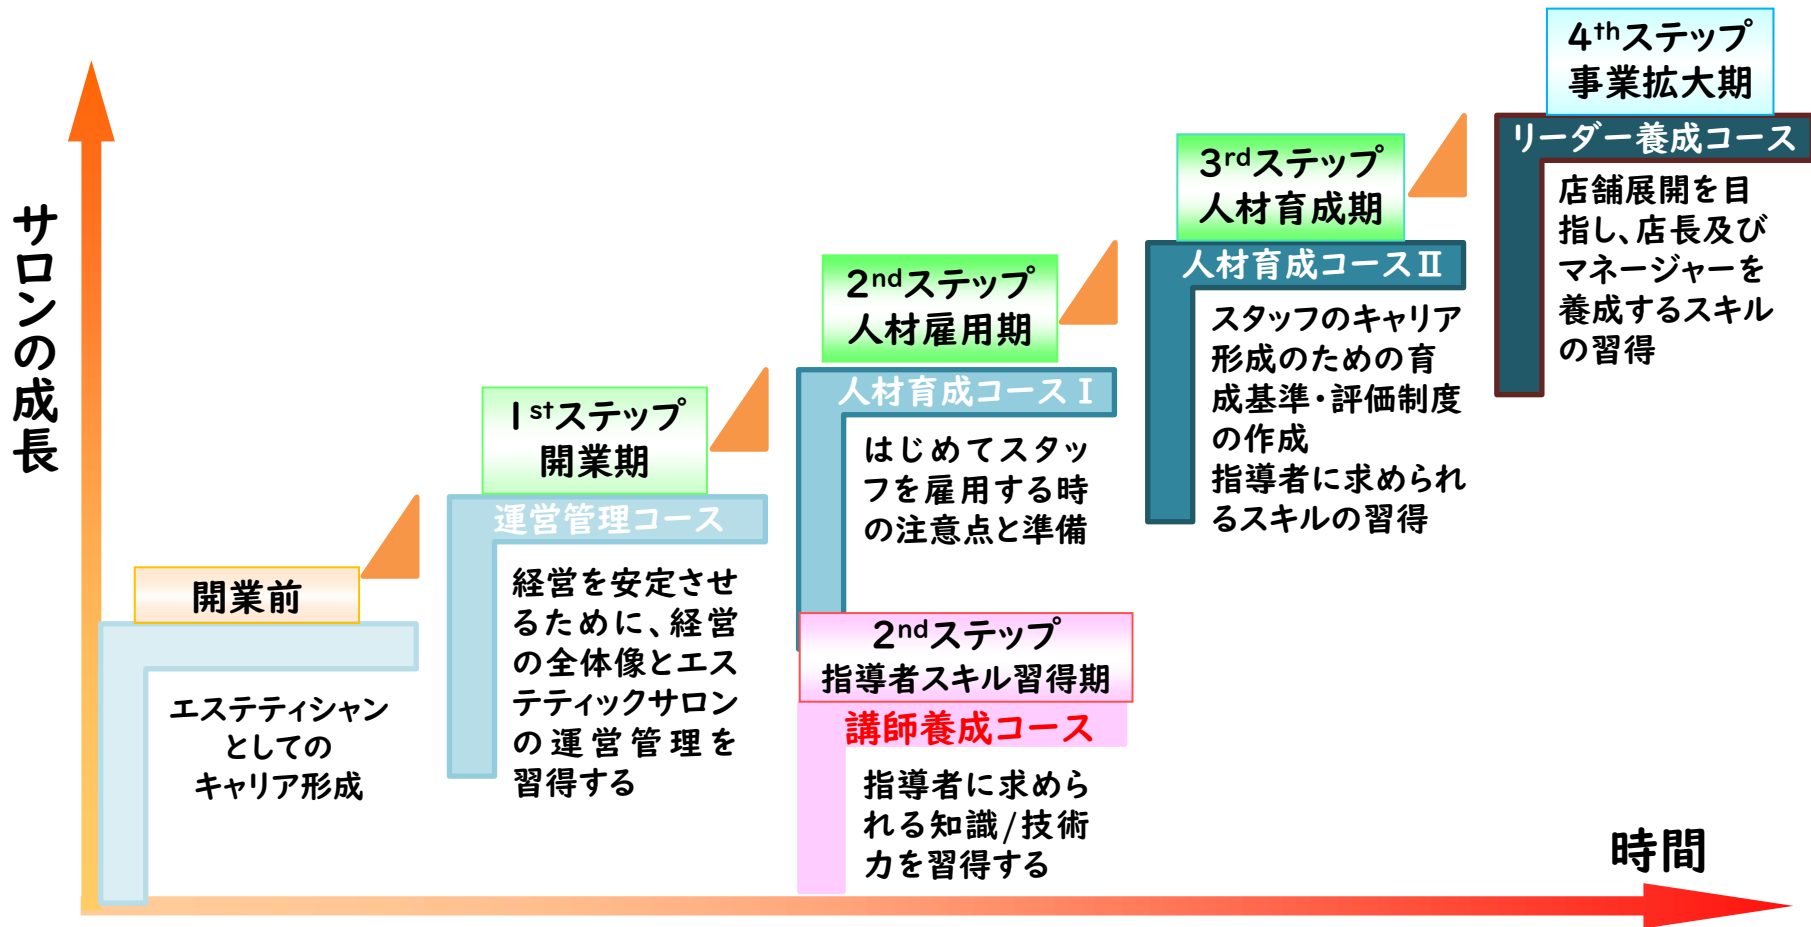 サロンの成長
開業前
エステティシャン
としての
キャリア形成
1stステップ
開業期
運営管理コース
経営を安定させ
るために、経営
の全体像とエス
テティックサロン
の運営管理を
習得する
2ndステップ
人材雇用期
人材育成コースⅠ
はじめてスタッ
フを雇用する時
の注意点と準備
2ndステップ
指導者スキル習得期
講師養成コース
指導者に求めら
れる知識/技術
力を習得する
3rdステップ
人材育成期
人材育成コースⅡ
スタッフのキャリア
形成のための育
成基準・評価制度
の作成
指導者に求められ
るスキルの習得
4thステップ
事業拡大期
リーダー養成コース
店舗展開を目
指し、店長及び
マネージャーを
養成するスキル
の習得
時間